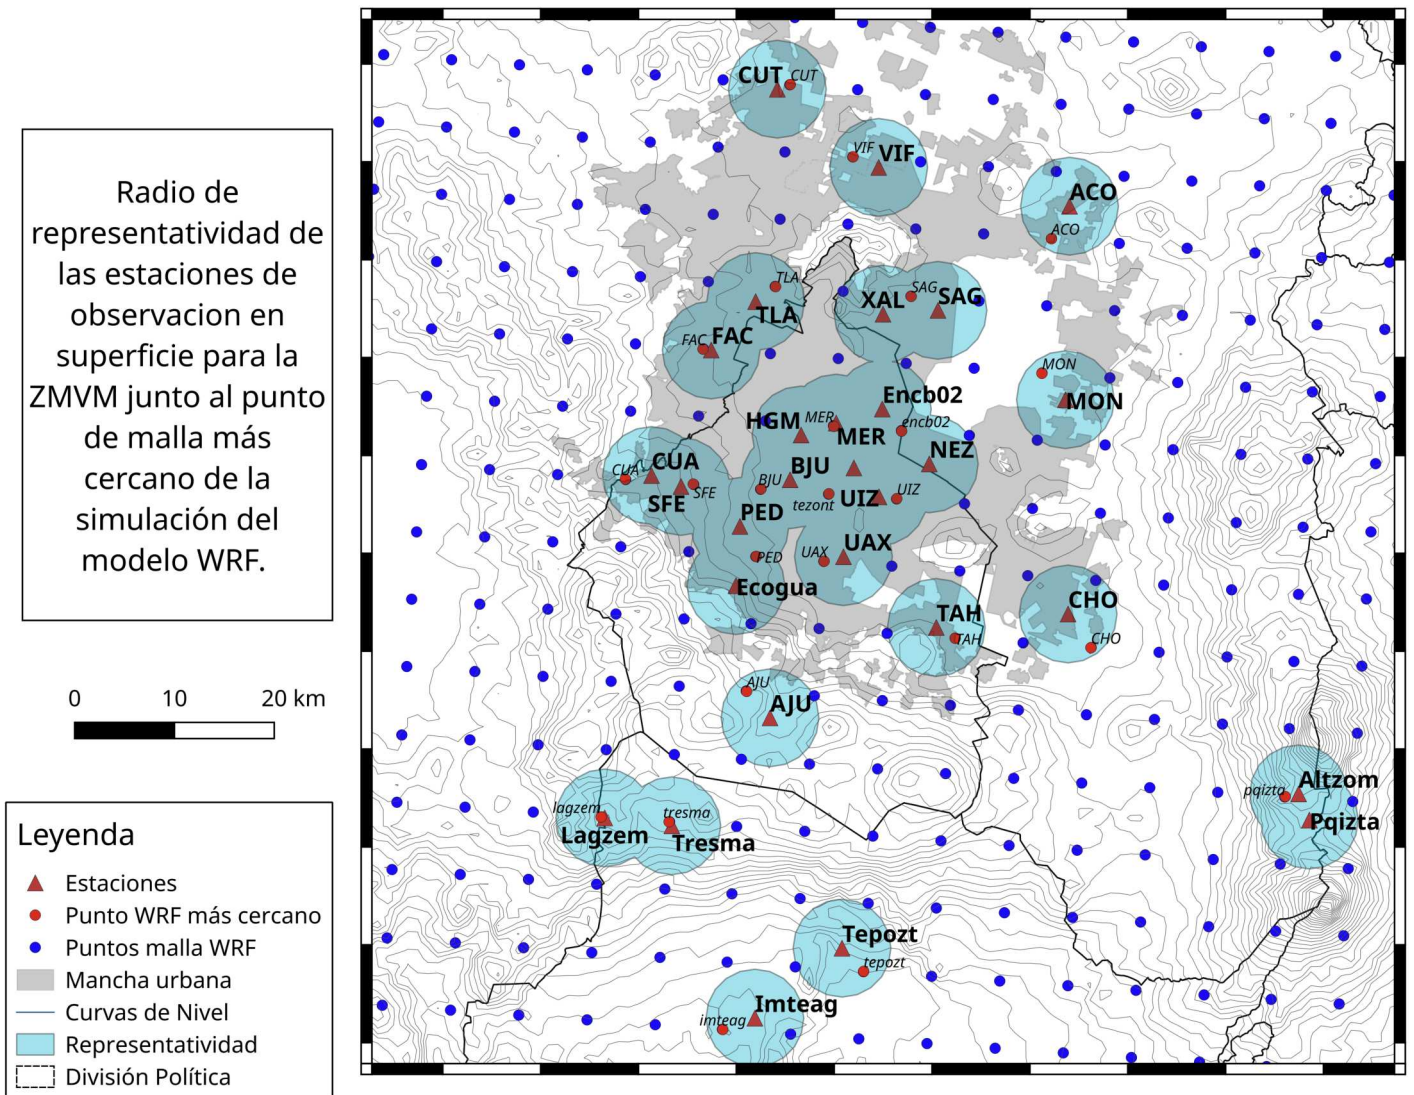 Radio de
representatividad de
las estaciones de
observacion en
superficie para la
ZMVM junto al punto
de malla más
cercano de la
simulación del
modelo WRF.
0 10 20 km
Leyenda
Estaciones
Punto WRF más cercano
Puntos malla WRF
Mancha urbana
Curvas de Nivel
Representatividad
División Política
CUT CUT
VIF VIF
ACO
ACO
TLA
TLA
XAL SAG SAG
FAC FAC
MON
MON
Encb02
encb02
HGM MER MER
NEZ
CUA CUA
BJU
BJU
SFE SFE
tezont UIZ UIZ
PED
PED
UAX UAX
Ecogua
TAH
TAH
CHO
CHO
AJU
AJU
Altzom
pqizta
Pqizta
lagzem
Lagzem
tresma
Tresma
Tepozt
tepozt
Imteag
imteag